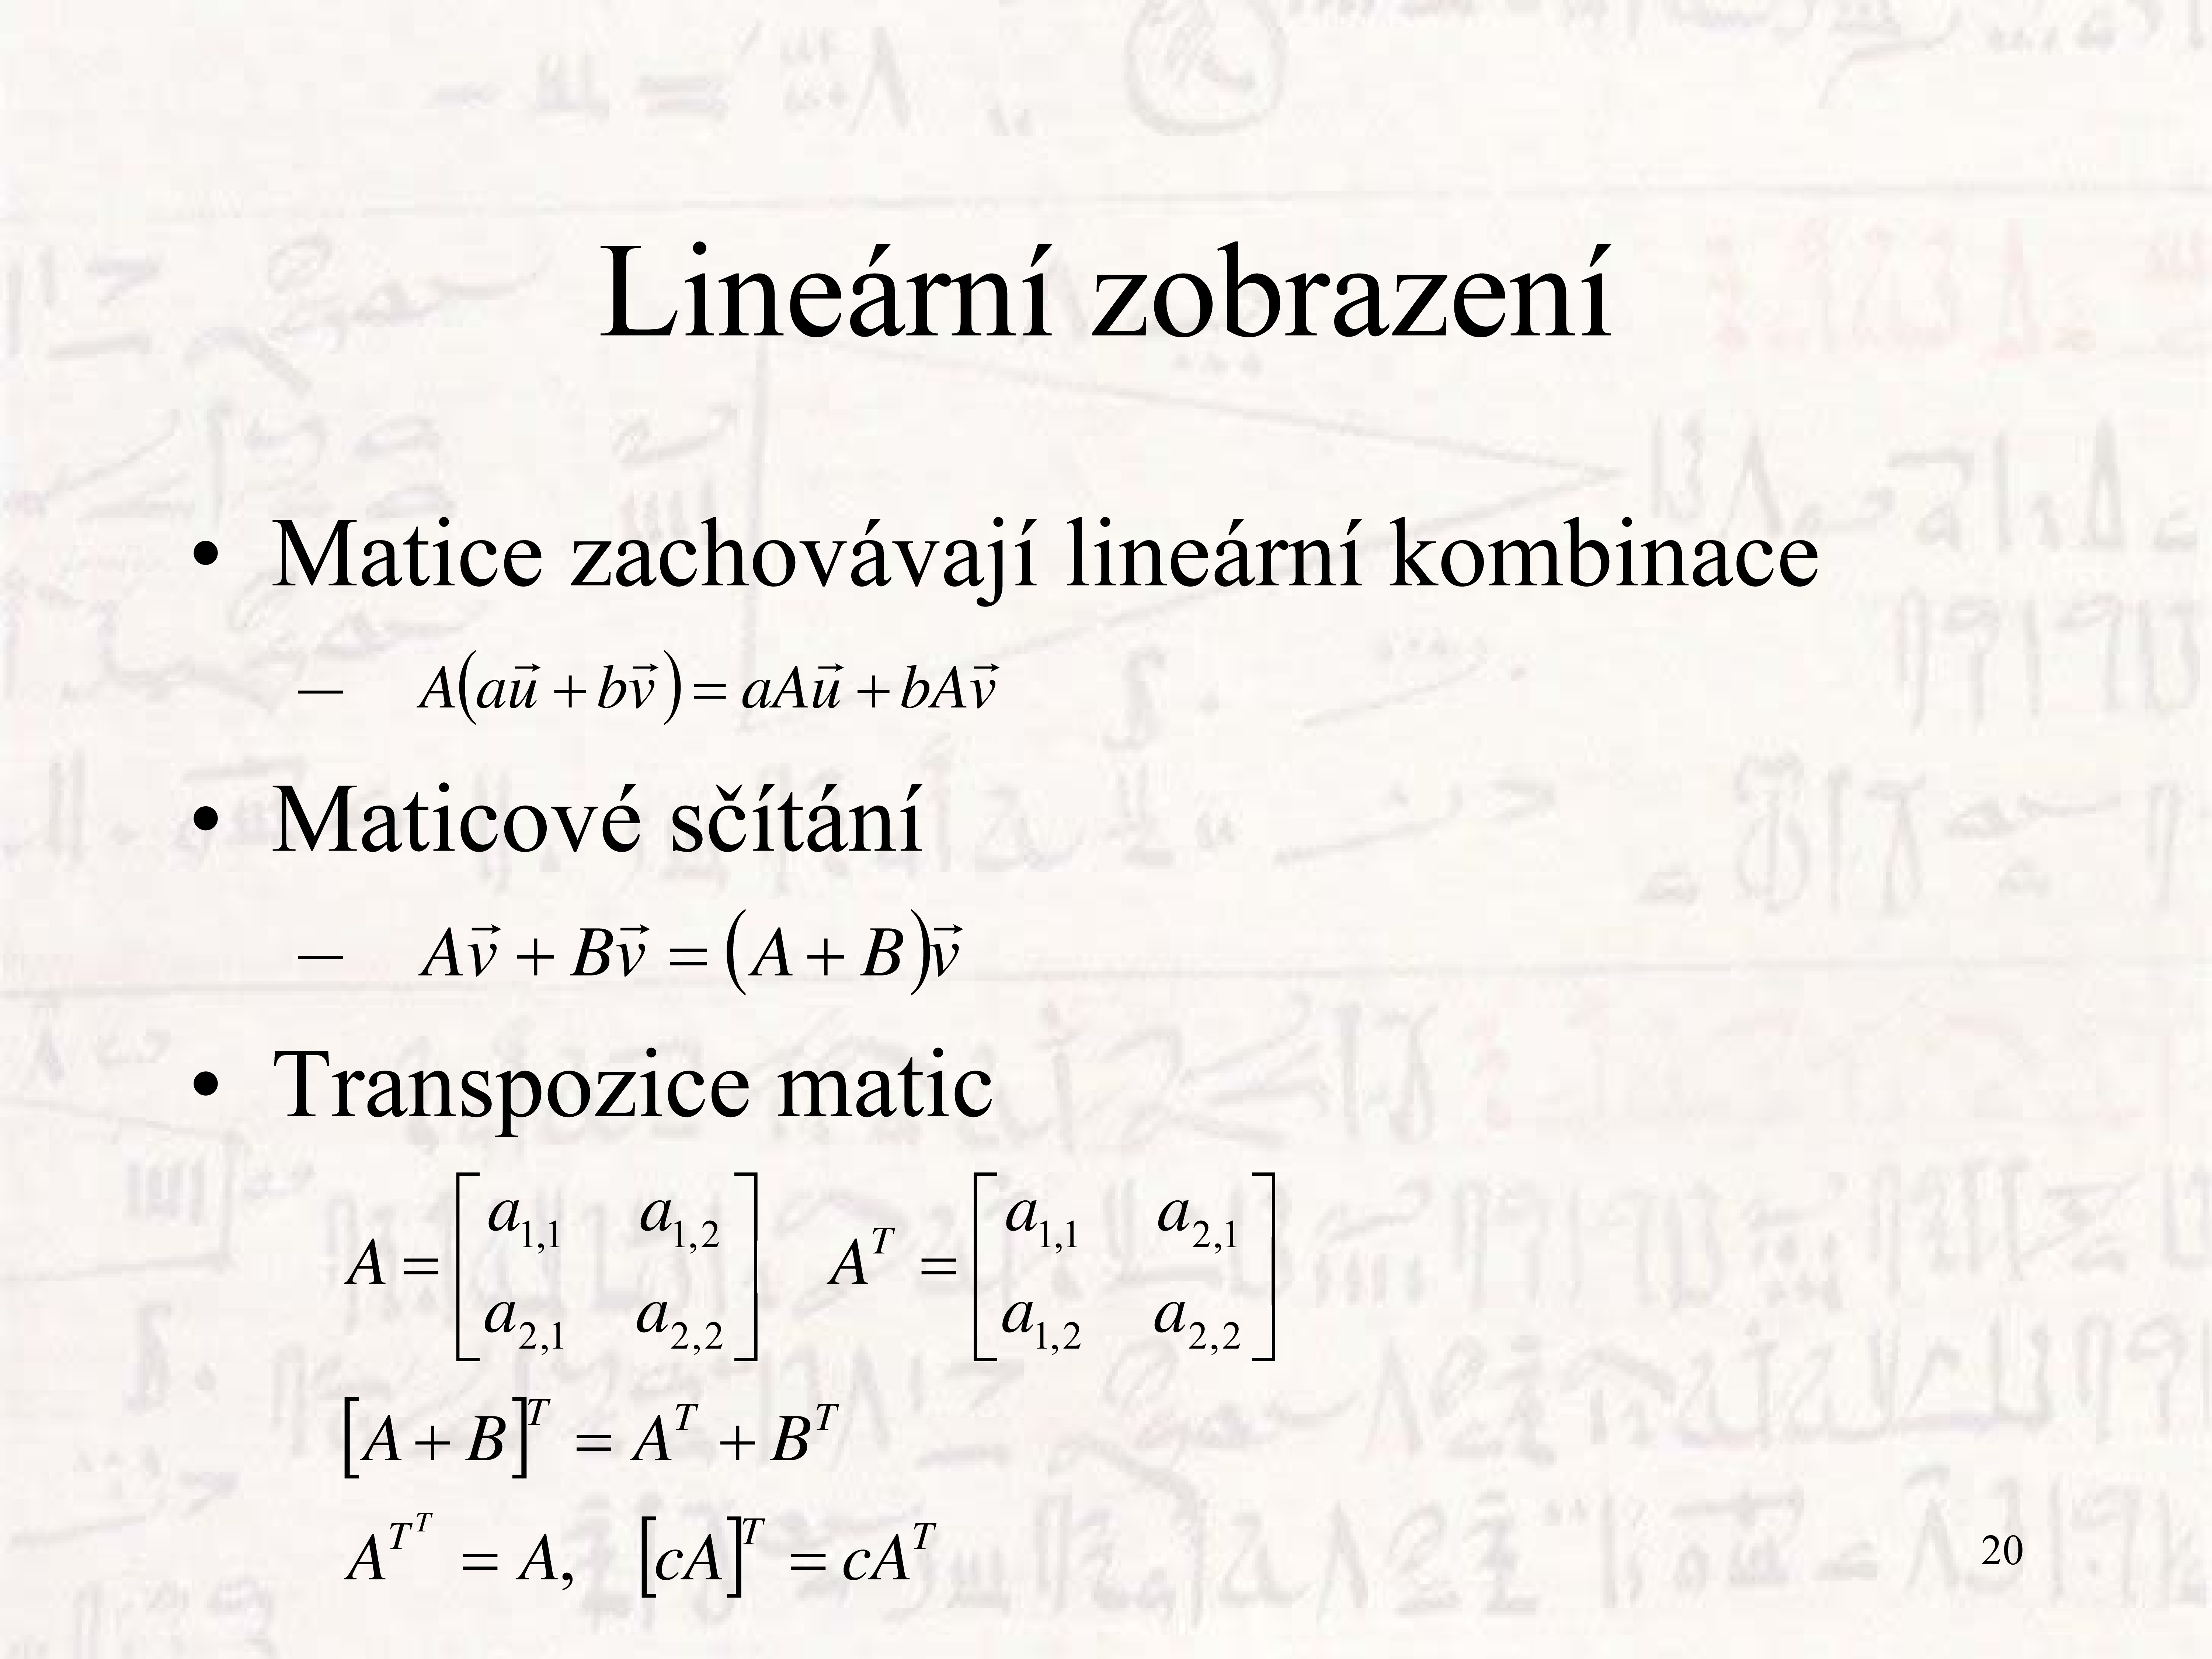 Lineární zobrazení
• Matice zachovávají lineární kombinace
– $A(a\vec{u} + b\vec{v}) = aA\vec{u} + bA\vec{v}$
• Maticové sčítání
– $A\vec{v} + B\vec{v} = (A + B)\vec{v}$
• Transpozice matic
$A = \begin{bmatrix} a_{1,1} & a_{1,2} \\ a_{2,1} & a_{2,2} \end{bmatrix} \quad A^T = \begin{bmatrix} a_{1,1} & a_{2,1} \\ a_{1,2} & a_{2,2} \end{bmatrix}$
$[A + B]^T = A^T + B^T$
$A^{T^T} = A, \quad [cA]^T = cA^T$
20